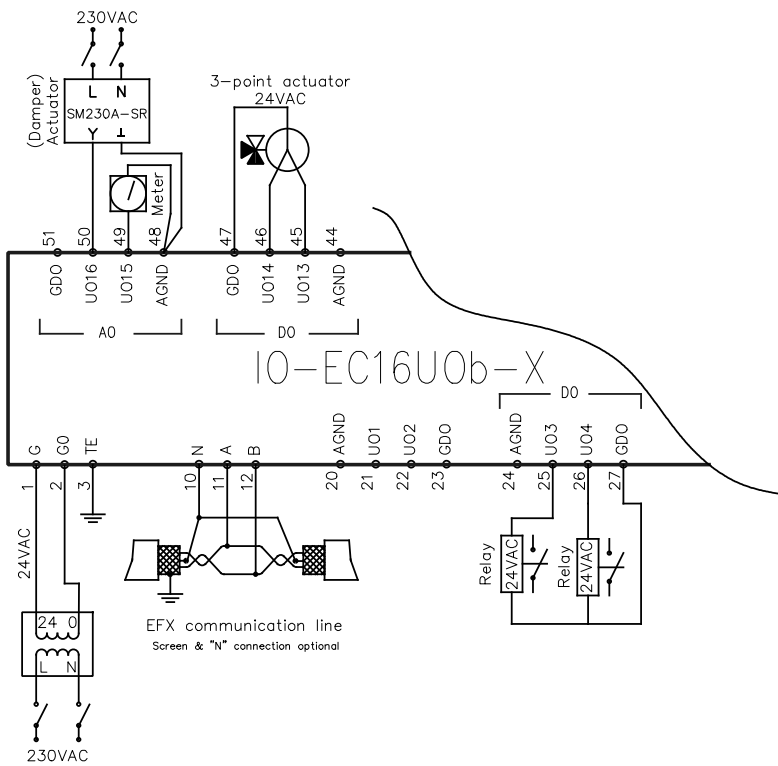 230VAC
L N
SM230A-SR
Y ⊥
(Damper)
Actuator
3-point actuator
24VAC
Meter
51 50 49 48 47 46 45 44
GDO UO16 UO15 AGND GDO UO14 UO13 AGND
AO DO
IO-EC16UOb-X
DO
G G0 TE N A B AGND UO1 UO2 GDO AGND UO3 UO4 GDO
1 2 3 10 11 12 20 21 22 23 24 25 26 27
24VAC
Relay 24VAC Relay 24VAC
24 0
L N
230VAC
EFX communication line
Screen & "N" connection optional